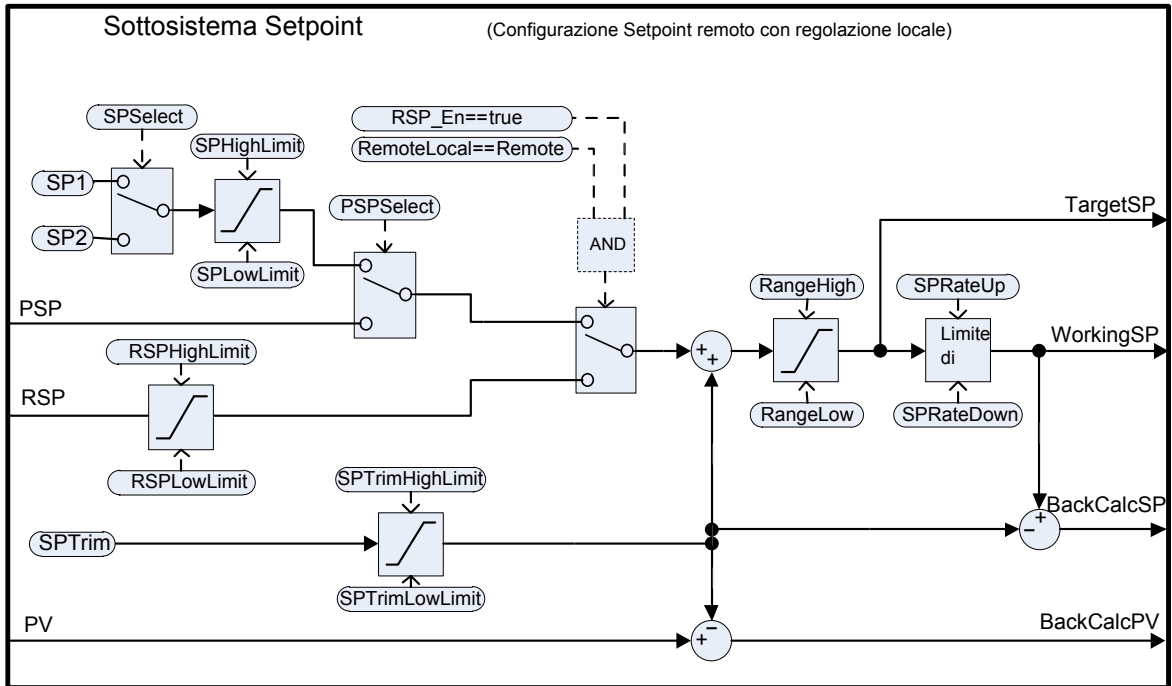 Sottosistema Setpoint
(Configurazione Setpoint remoto con regolazione locale)
SPSelect
SPHighLimit
RSP_En==true
RemoteLocal==Remote
SP1
SP2
SPLowLimit
PSPSelect
AND
TargetSP
PSP
RangeHigh
SPRateUp
RSPHighLimit
+
+
Limite
di
WorkingSP
RSP
RangeLow
SPRateDown
RSPLowLimit
SPTrimHighLimit
SPTrim
+
−
BackCalcSP
SPTrimLowLimit
PV
+
−
BackCalcPV